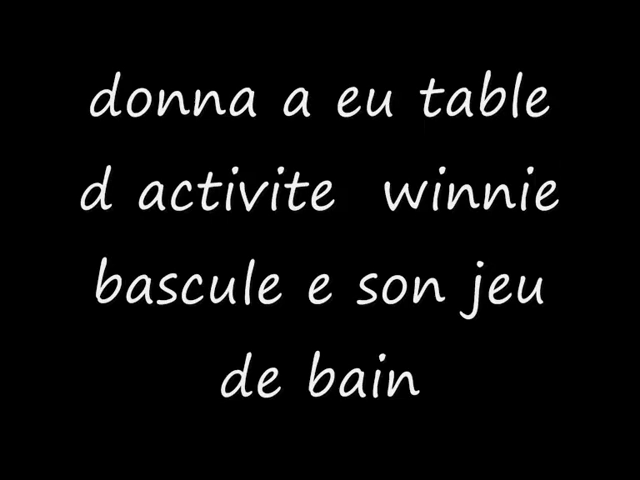 donna a eu table
d activite winnie
bascule e son jeu
de bain